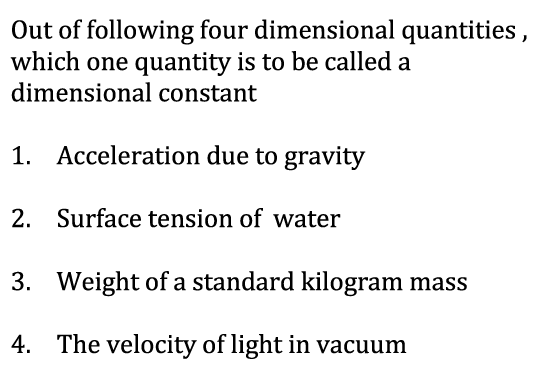 Out of following four dimensional quantities ,
which one quantity is to be called a
dimensional constant
1. Acceleration due to gravity
2. Surface tension of water
3. Weight of a standard kilogram mass
4. The velocity of light in vacuum